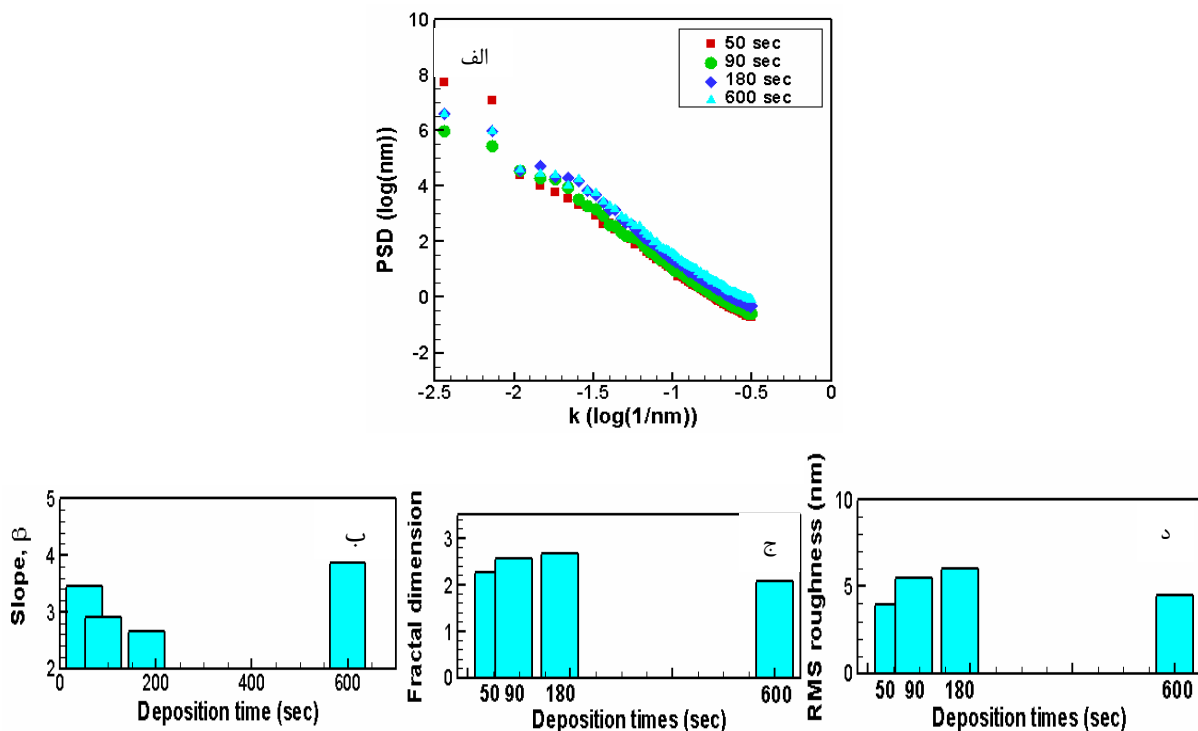 10
8
6
4
2
0
-2
PSD (log(nm))
الف
50 sec
90 sec
180 sec
600 sec
-2.5 -2 -1.5 -1 -0.5 0
k (log(1/nm))
5
4
3
2
Slope, β
ب
0 200 400 600
Deposition time (sec)
3
2
1
0
Fractal dimension
ج
50 90 180 600
Deposition times (sec)
10
5
0
RMS roughness (nm)
د
50 90 180 600
Deposition times (sec)